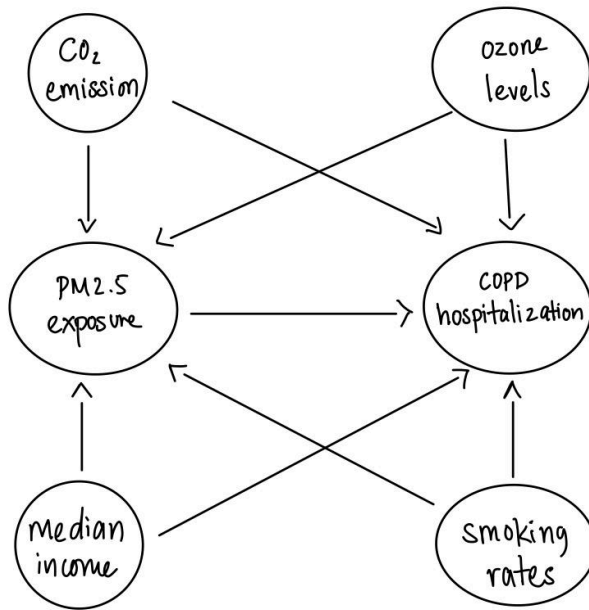 CO₂
emission
ozone
levels
PM2.5
exposure
COPD
hospitalization
median
income
smoking
rates